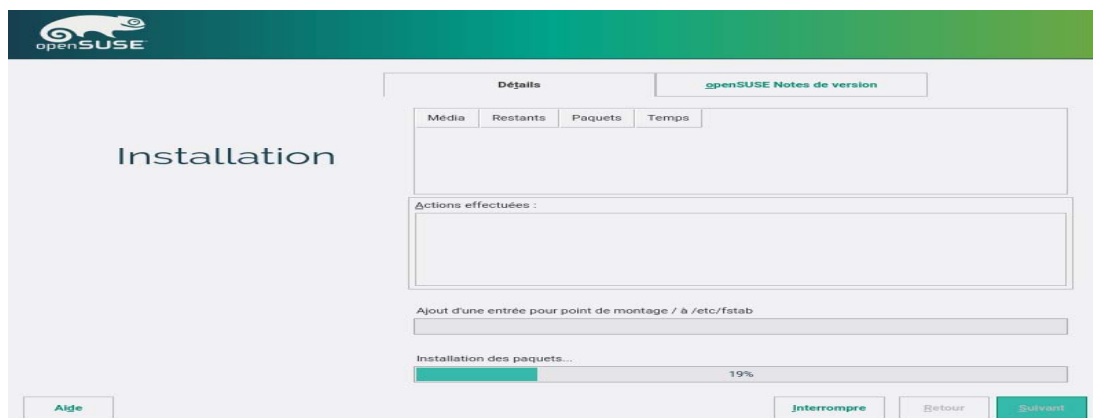 openSUSE
Détails
openSUSE Notes de version
Média Restants Paquets Temps
Installation
Actions effectuées :
Ajout d'une entrée pour point de montage / à /etc/fstab
Installation des paquets...
19%
Aide
Interrompre
Retour
Suivant